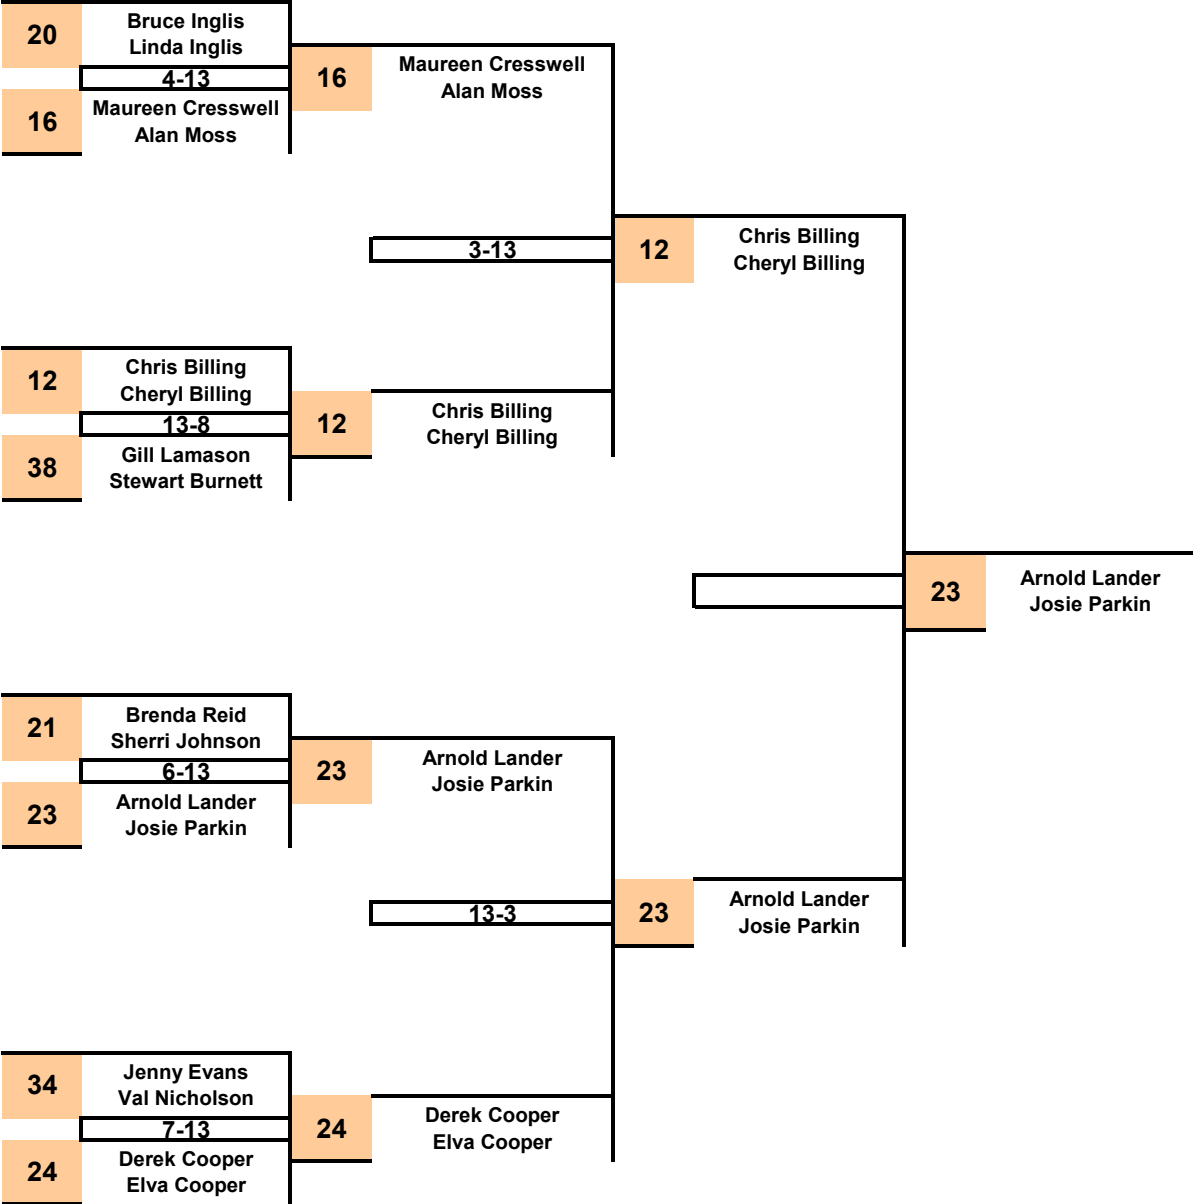 20
Bruce Inglis
Linda Inglis
4-13
16
Maureen Cresswell
Alan Moss
16
Maureen Cresswell
Alan Moss
3-13
12
Chris Billing
Cheryl Billing
12
Chris Billing
Cheryl Billing
13-8
38
Gill Lamason
Stewart Burnett
12
Chris Billing
Cheryl Billing
23
Arnold Lander
Josie Parkin
21
Brenda Reid
Sherri Johnson
6-13
23
Arnold Lander
Josie Parkin
23
Arnold Lander
Josie Parkin
13-3
23
Arnold Lander
Josie Parkin
34
Jenny Evans
Val Nicholson
7-13
24
Derek Cooper
Elva Cooper
24
Derek Cooper
Elva Cooper